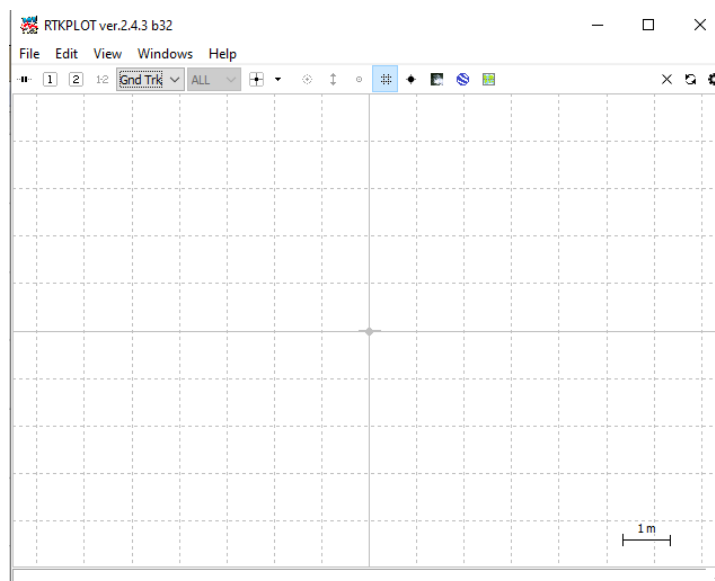 RTKPLOT ver.2.4.3 b32
File Edit View Windows Help
1 2 1-2 Gnd Trk ALL
1 m